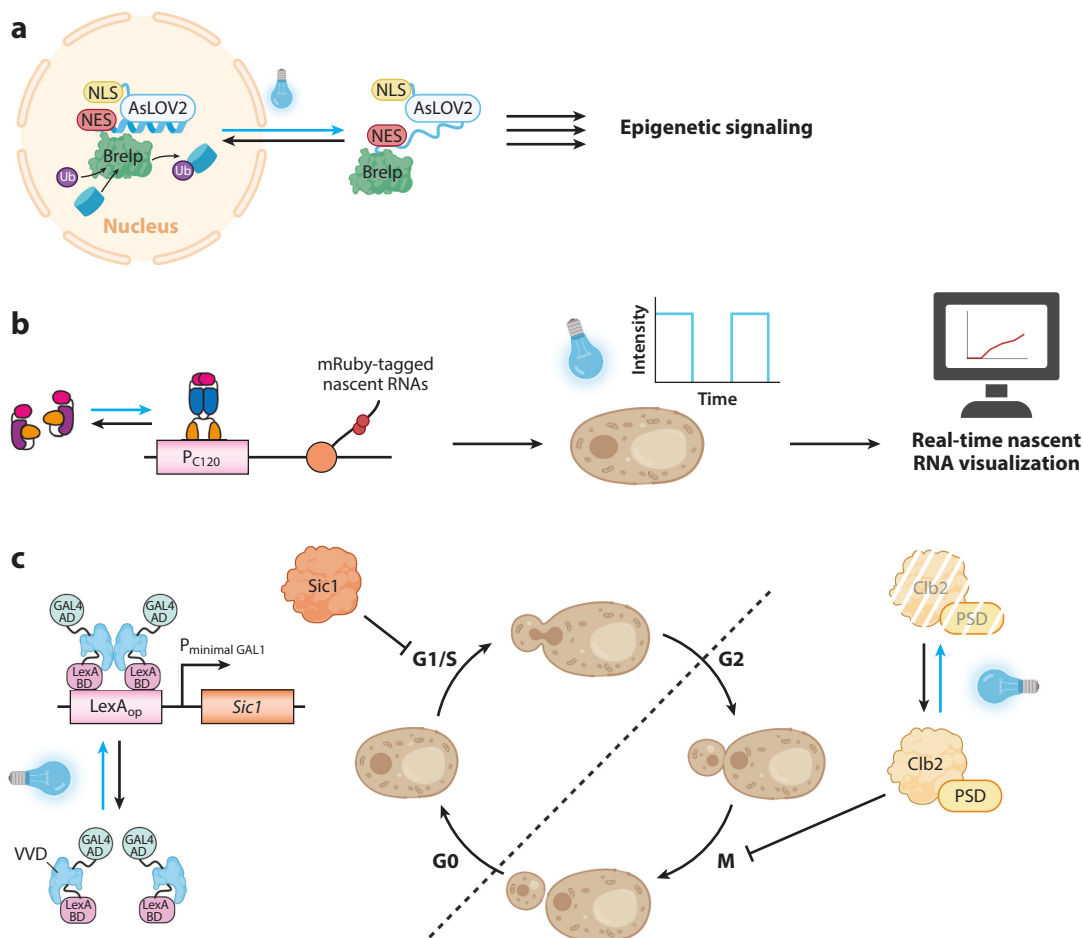 a
NLS
AsLOV2
NES
Brelp
Ub
Ub
Nucleus
NLS
AsLOV2
NES
Brelp
Epigenetic signaling
b
mRuby-tagged
nascent RNAs
PC120
Intensity
Time
Real-time nascent
RNA visualization
c
GAL4
AD
GAL4
AD
LexA
BD
LexA
BD
Pminimal GAL1
LexAop
Sic1
VVD
GAL4
AD
GAL4
AD
LexA
BD
LexA
BD
Sic1
G1/S
G2
M
G0
Clb2
PSD
Clb2
PSD